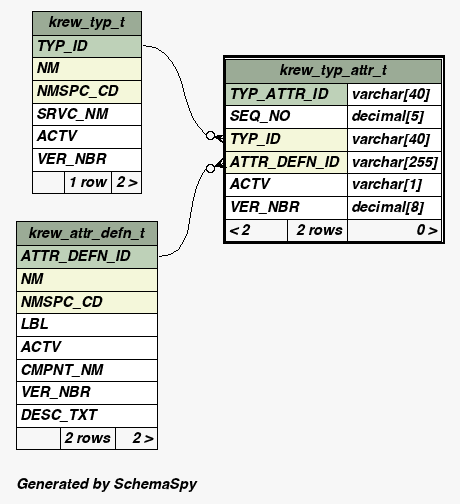 krew_typ_t
TYP_ID
NM
NMSPC_CD
SRVC_NM
ACTV
VER_NBR
1 row 2 >
krew_typ_attr_t
TYP_ATTR_ID varchar[40]
SEQ_NO decimal[5]
TYP_ID varchar[40]
ATTR_DEFN_ID varchar[255]
ACTV varchar[1]
VER_NBR decimal[8]
< 2 2 rows 0 >
krew_attr_defn_t
ATTR_DEFN_ID
NM
NMSPC_CD
LBL
ACTV
CMPNT_NM
VER_NBR
DESC_TXT
2 rows 2 >
Generated by SchemaSpy